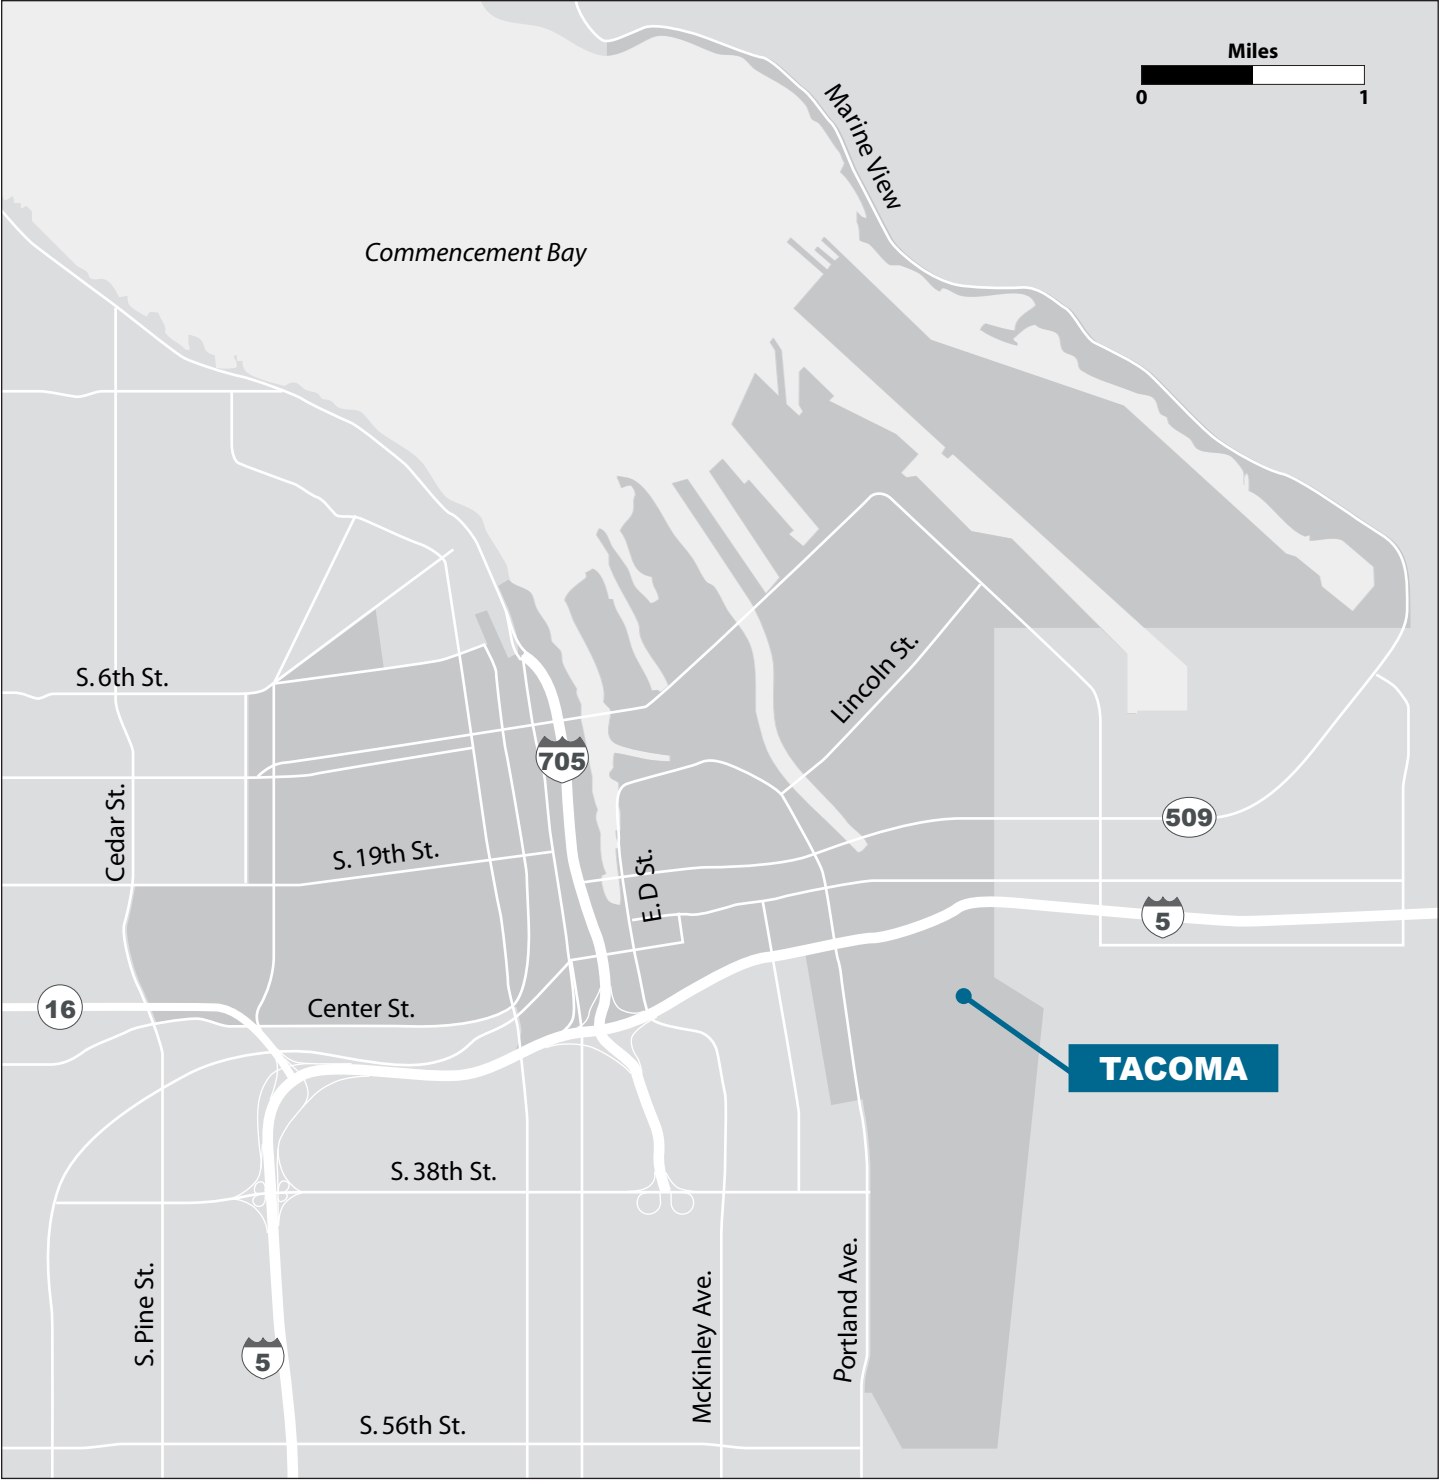 Miles
0 1
Marine View
Commencement Bay
Lincoln St.
S. 6th St.
705
509
Cedar St.
S. 19th St.
E. D St.
5
16
Center St.
TACOMA
S. 38th St.
S. Pine St.
McKinley Ave.
Portland Ave.
5
S. 56th St.